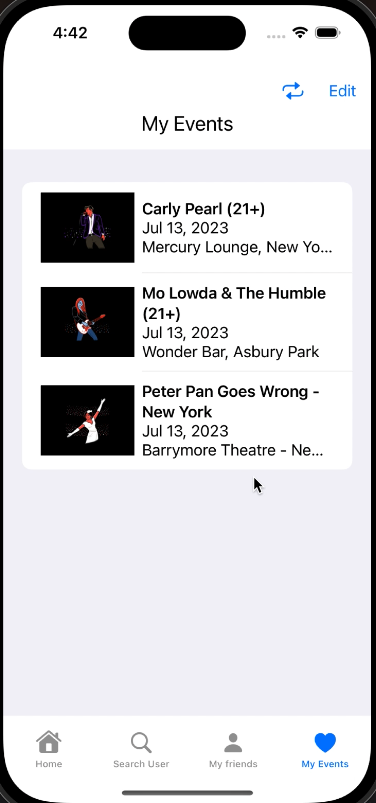 4:42
Edit
My Events
Carly Pearl (21+)
Jul 13, 2023
Mercury Lounge, New Yo...
Mo Lowda & The Humble
(21+)
Jul 13, 2023
Wonder Bar, Asbury Park
Peter Pan Goes Wrong -
New York
Jul 13, 2023
Barrymore Theatre - Ne...
Home
Search User
My friends
My Events